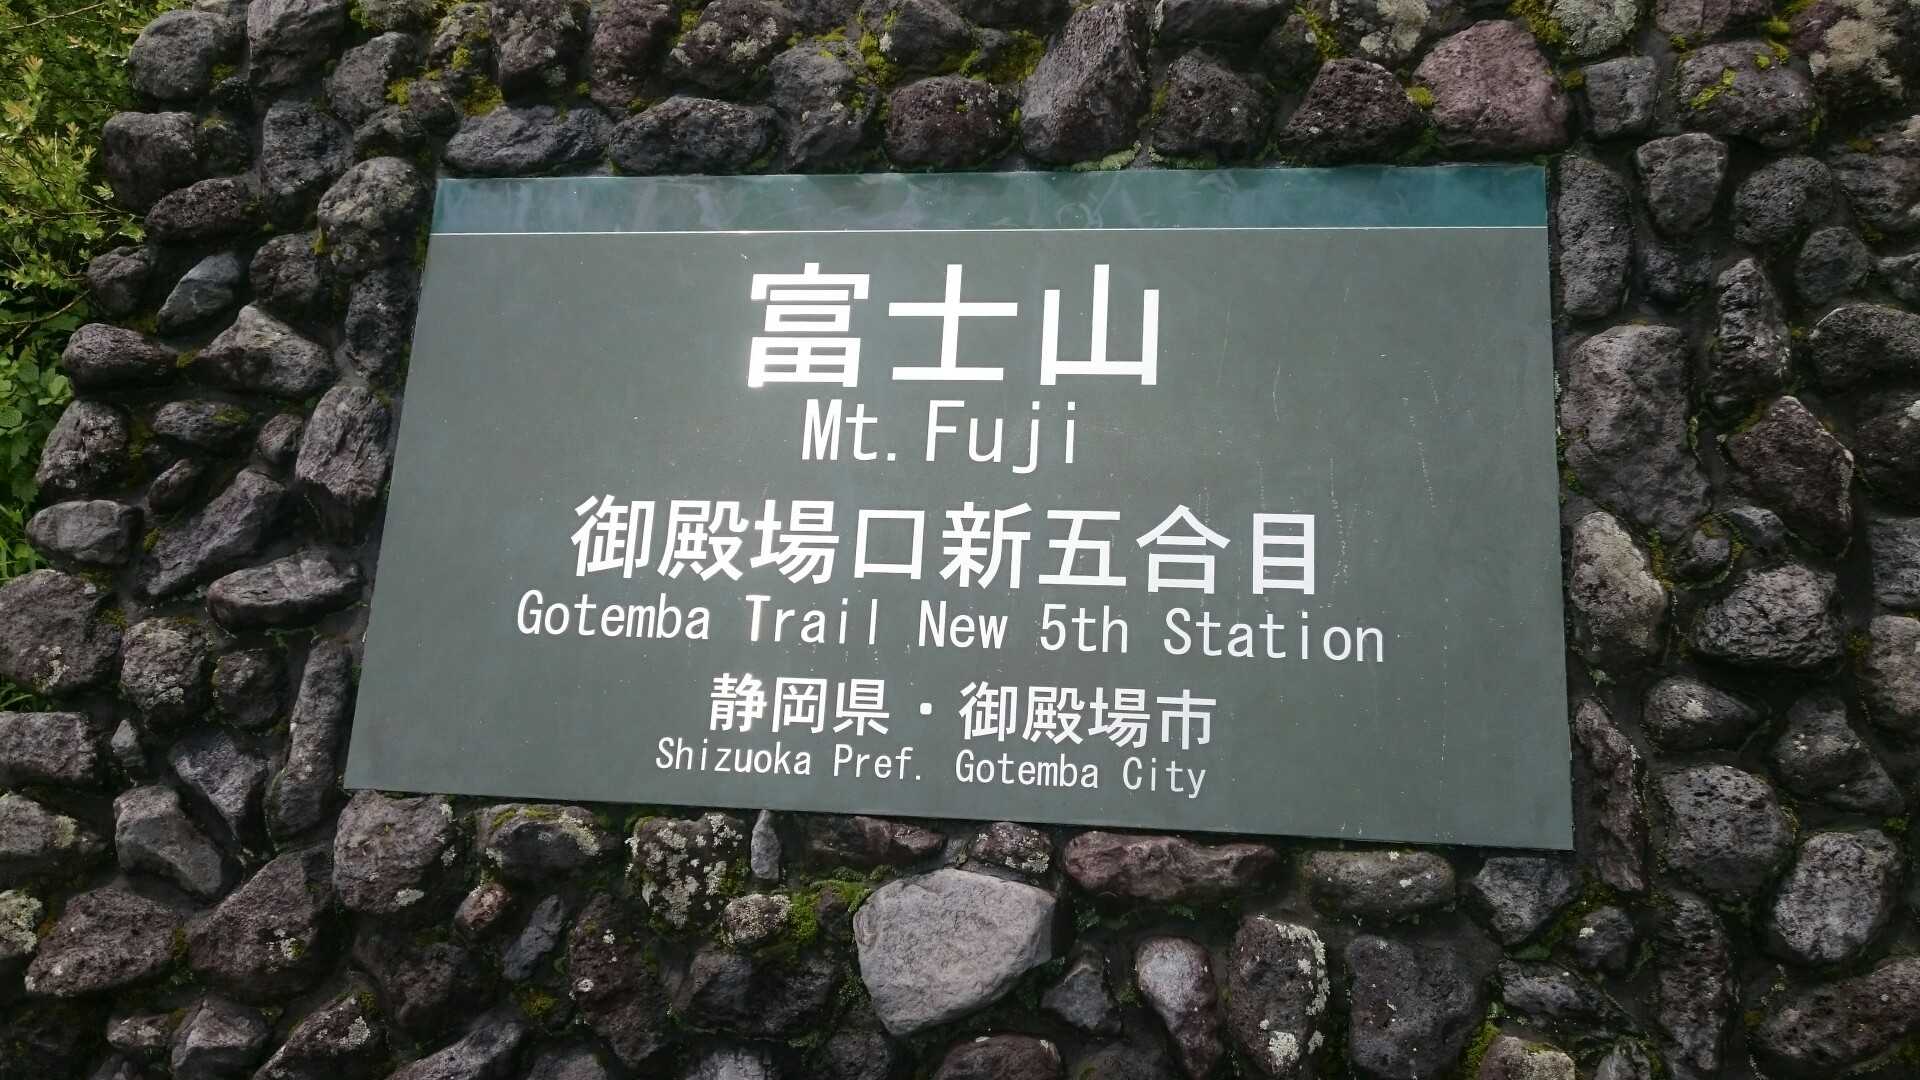 富士山
Mt.Fuji
御殿場口新五合目
Gotemba Trail New 5th Station
静岡県・御殿場市
Shizuoka Pref. Gotemba City